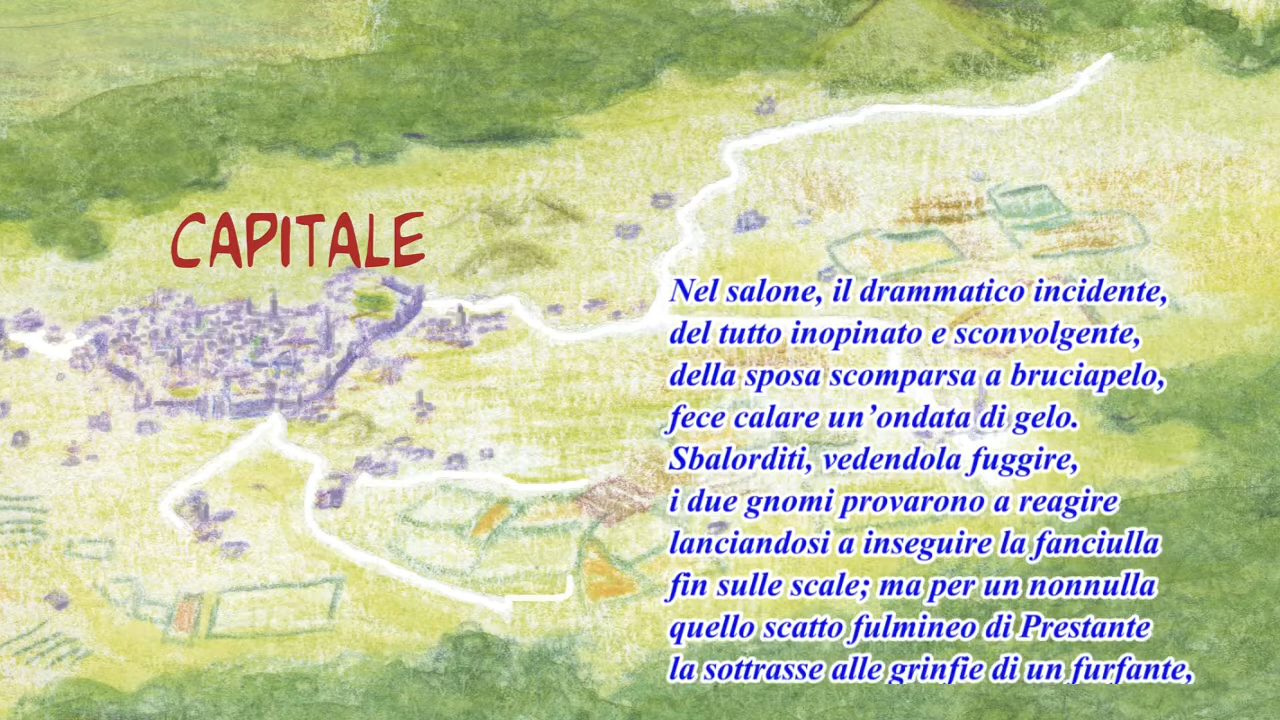 CAPITALE
Nel salone, il drammatico incidente,
del tutto inopinato e sconvolgente,
della sposa scomparsa a bruciapelo,
fece calare un’ondata di gelo.
Sbalorditi, vedendola fuggire,
i due gnomi provarono a reagire
lanciandosi a inseguire la fanciulla
fin sulle scale; ma per un nonnulla
quello scatto fulmineo di Prestante
la sottrasse alle grinfie di un furfante,